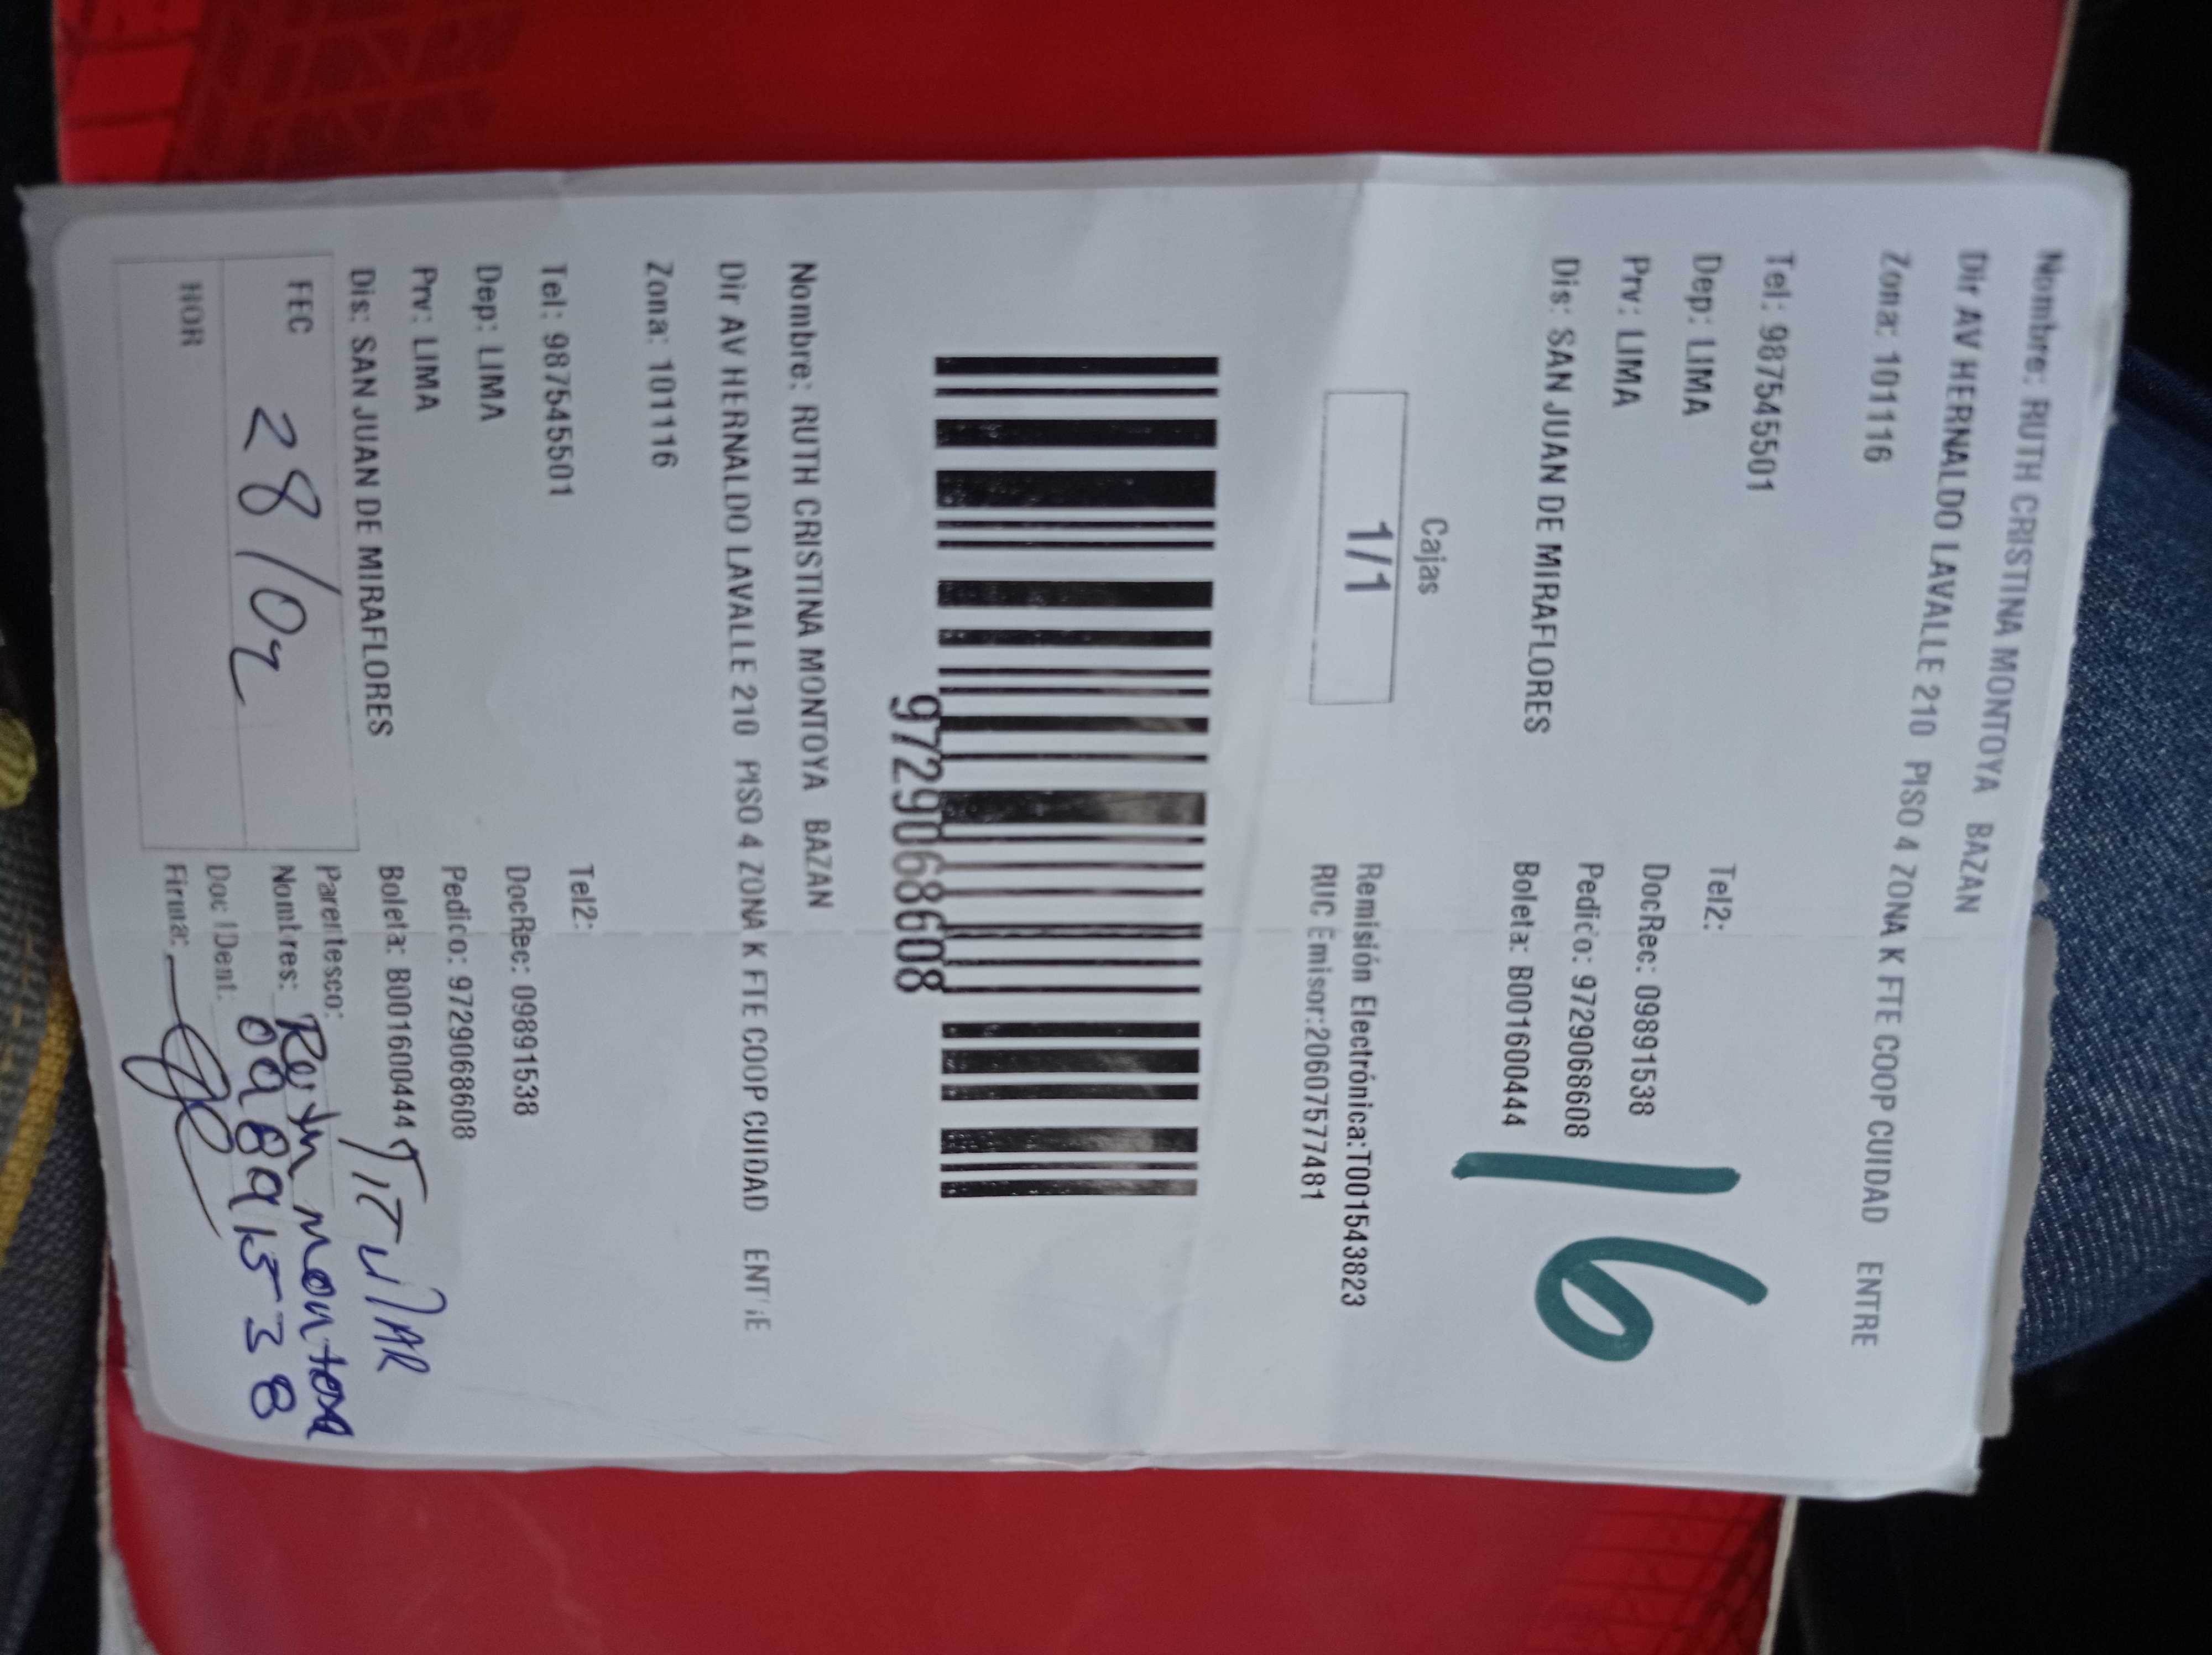 Nombre: RUTH CRISTINA MONTOYA BAZAN
Dir AV HERNALDO LAVALLE 210 PISO 4 ZONA K FTE COOP CUIDAD ENTRE
Zona: 101116
Tel: 987545501 Tel2:
Dep: LIMA DocRec: 09891538
Prv: LIMA Pedico: 9729068608
Dis: SAN JUAN DE MIRAFLORES Boleta: B001600444
16
Cajas
1/1
Remisión Electrónica:T001543823
RUC Emisor:20607577481
9729068608
Nombre: RUTH CRISTINA MONTOYA BAZAN
Dir AV HERNALDO LAVALLE 210 PISO 4 ZONA K FTE COOP CUIDAD ENTRE
Zona: 101116
Tel: 987545501 Tel2:
Dep: LIMA DocRec: 09891538
Prv: LIMA Pedico: 9729068608
Dis: SAN JUAN DE MIRAFLORES Boleta: B001600444
FEC 28/02
HOR
Parentesco: TITULAR
Nombres:
Doc IDent: 09891538
Firma: